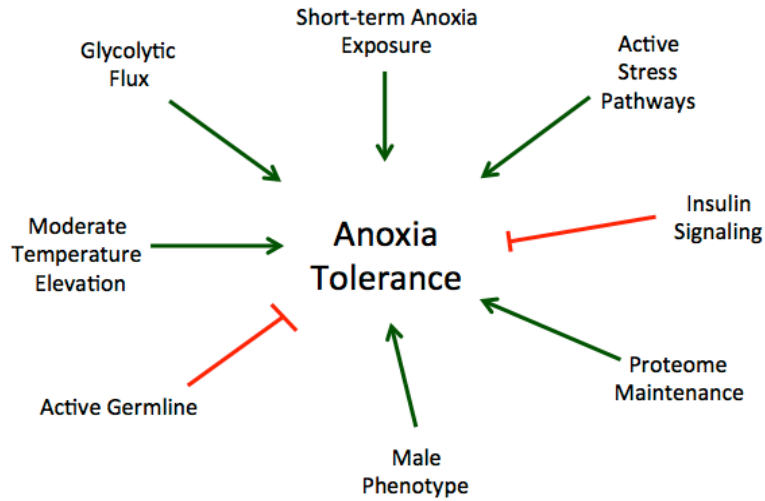 Short-term Anoxia
Exposure
Glycolytic
Flux
Active
Stress
Pathways
Insulin
Signaling
Moderate
Temperature
Elevation
Anoxia
Tolerance
Proteome
Maintenance
Active Germline
Male
Phenotype